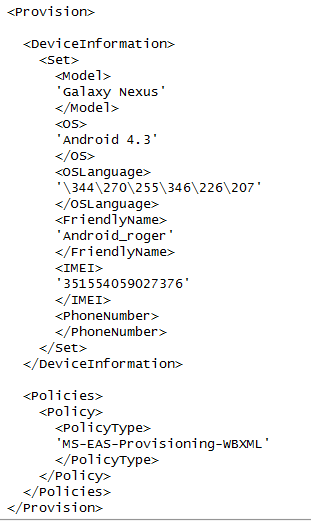 <Provision>
<DeviceInformation>
<Set>
<Model>
'Galaxy Nexus'
</Model>
<OS>
'Android 4.3'
</OS>
<OSLanguage>
'\344\270\255\346\226\207'
</OSLanguage>
<FriendlyName>
'Android_roger'
</FriendlyName>
<IMEI>
'351554059027376'
</IMEI>
<PhoneNumber>
</PhoneNumber>
</Set>
</DeviceInformation>
<Policies>
<Policy>
<PolicyType>
'MS-EAS-Provisioning-WBXML'
</PolicyType>
</Policy>
</Policies>
</Provision>